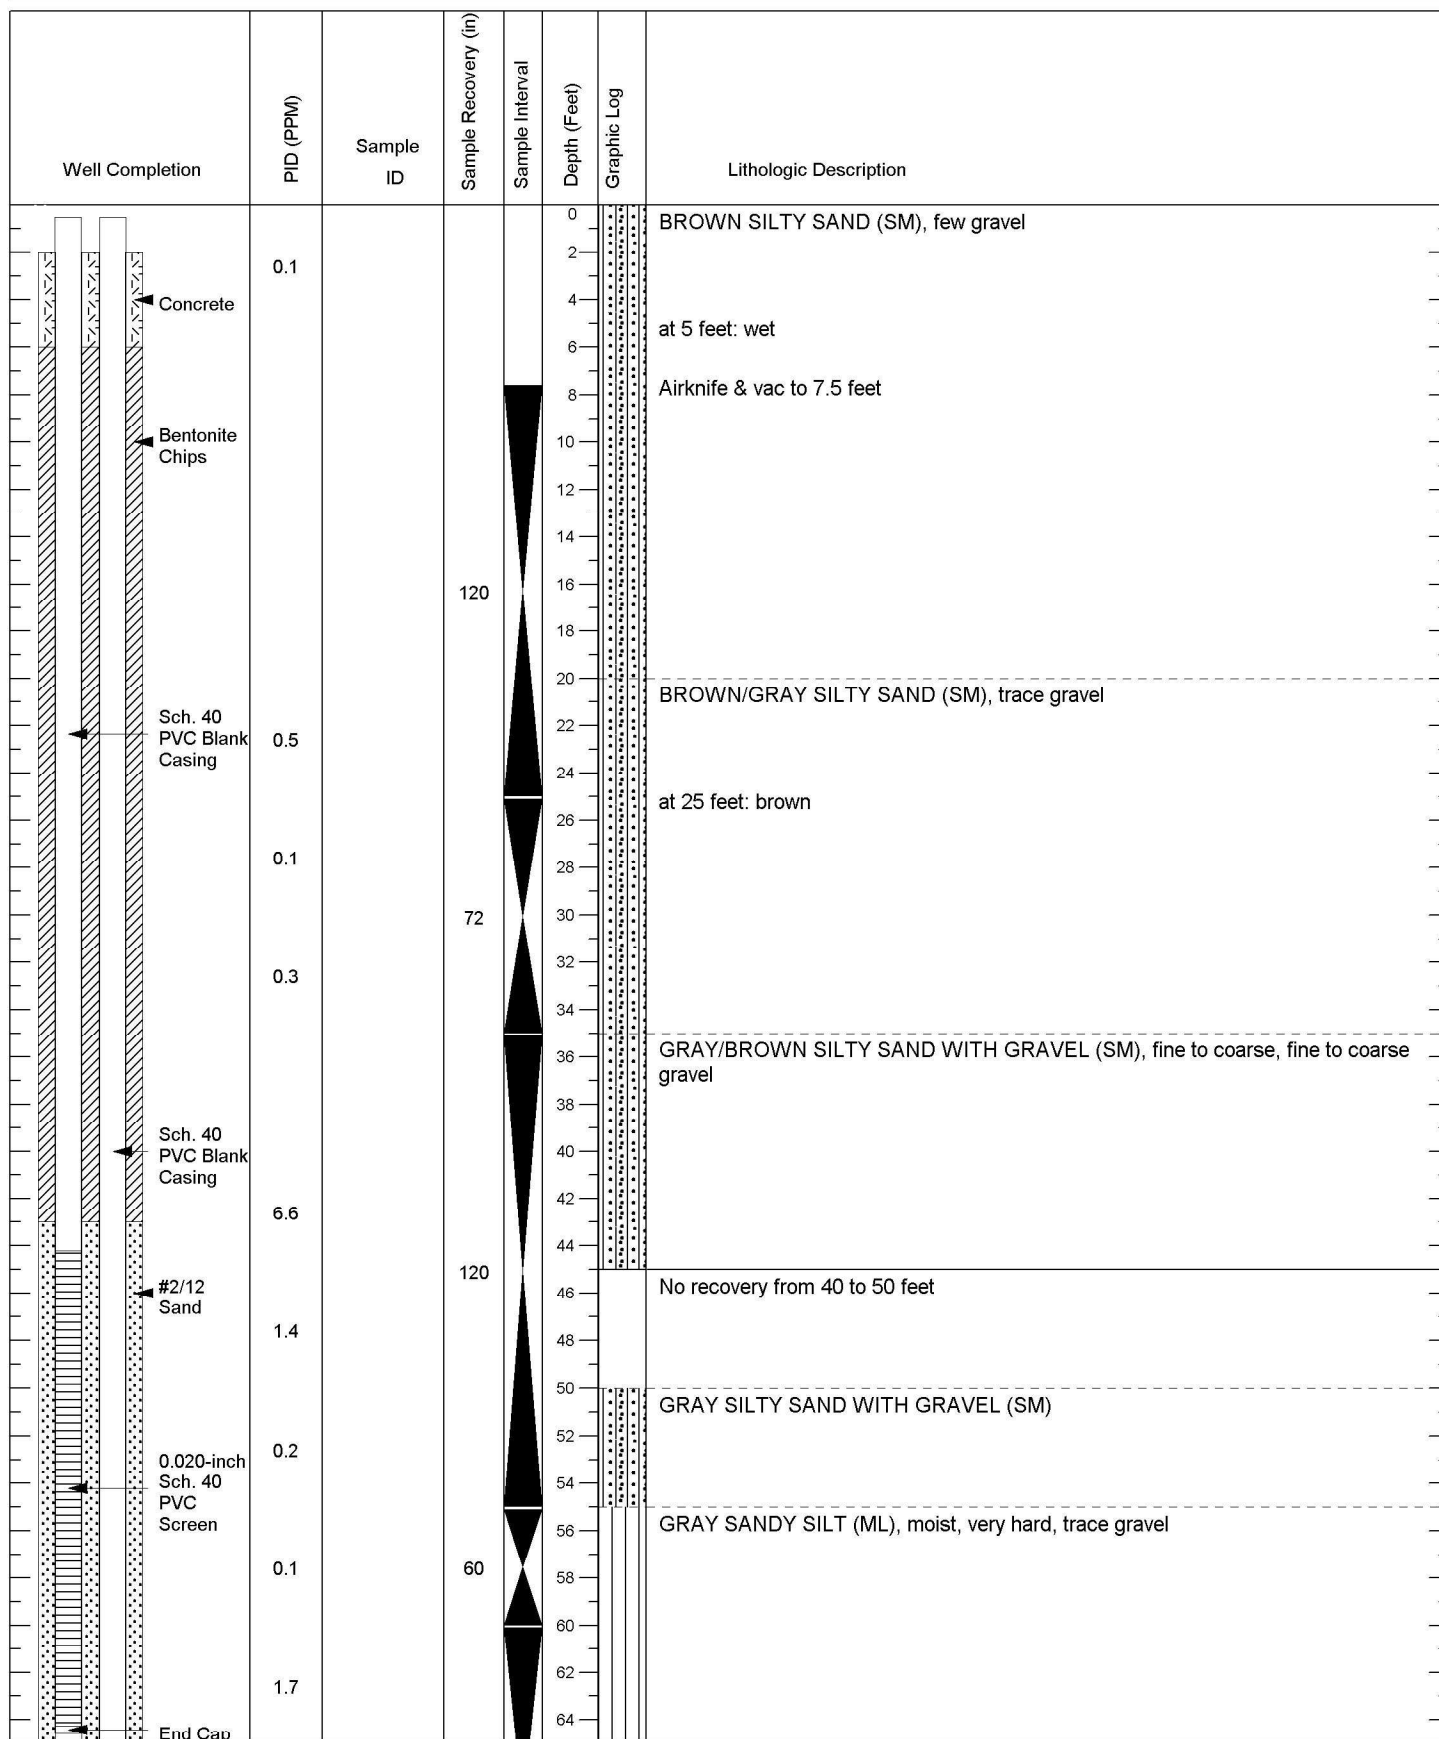 Well Completion
PID (PPM)
Sample
ID
Sample Recovery (in)
Sample Interval
Depth (Feet)
Graphic Log
Lithologic Description
0
BROWN SILTY SAND (SM), few gravel
2
0.1
4
Concrete
at 5 feet: wet
6
8
Airknife & vac to 7.5 feet
10
Bentonite
Chips
12
14
16
120
18
20
BROWN/GRAY SILTY SAND (SM), trace gravel
22
Sch. 40
PVC Blank
Casing
0.5
24
at 25 feet: brown
26
0.1
28
72
30
32
0.3
34
36
GRAY/BROWN SILTY SAND WITH GRAVEL (SM), fine to coarse, fine to coarse
gravel
38
Sch. 40
PVC Blank
Casing
40
42
6.6
44
120
#2/12
Sand
46
No recovery from 40 to 50 feet
1.4
48
50
GRAY SILTY SAND WITH GRAVEL (SM)
52
0.2
0.020-inch
Sch. 40
PVC
Screen
54
56
GRAY SANDY SILT (ML), moist, very hard, trace gravel
0.1
60
58
60
62
1.7
64
End Cap